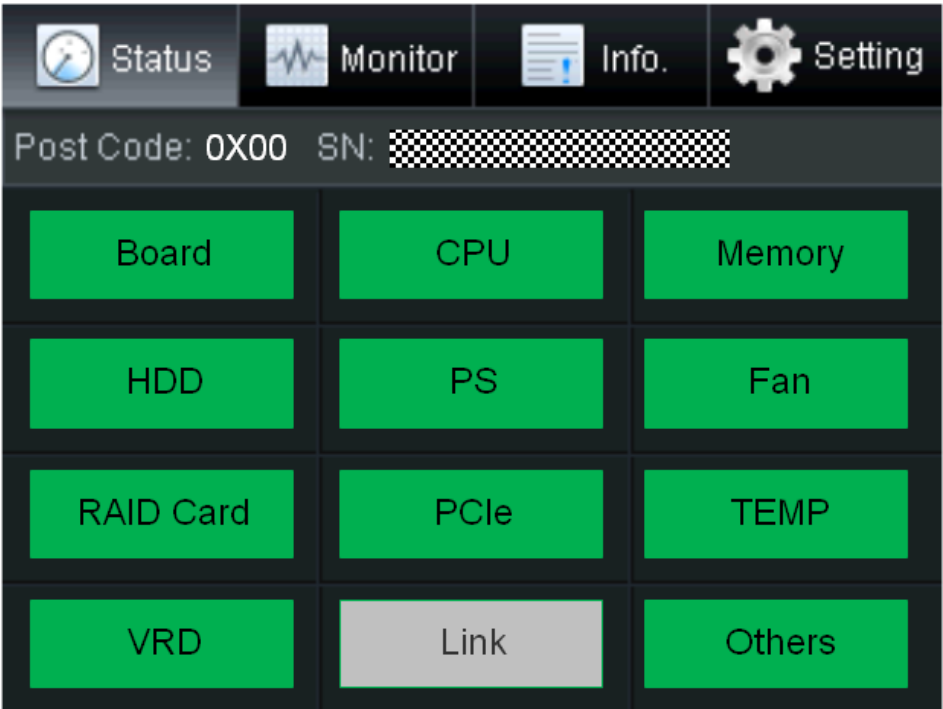 Status Monitor Info. Setting
Post Code: 0X00 SN:
Board CPU Memory
HDD PS Fan
RAID Card PCIe TEMP
VRD Link Others